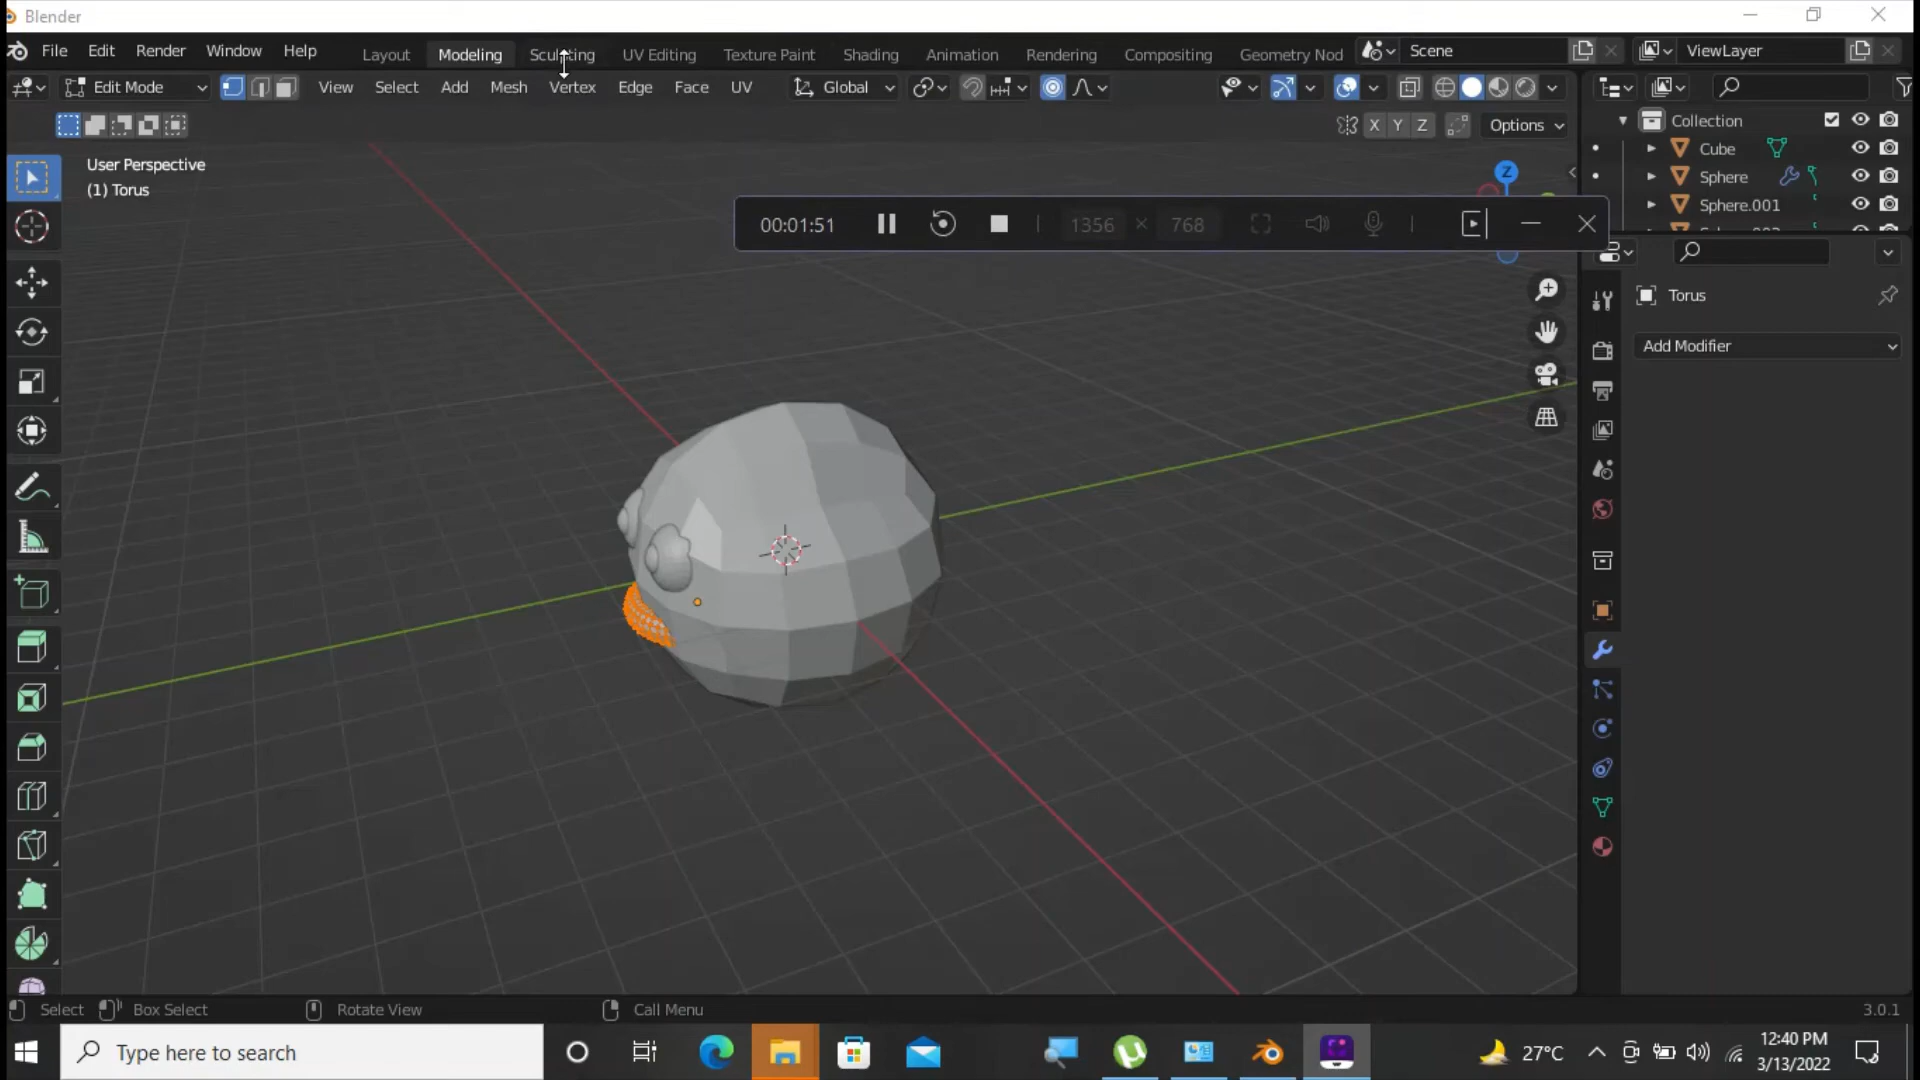 Blender
File Edit Render Window Help Layout Modeling Sculpting UV Editing Texture Paint Shading Animation Rendering Compositing Geometry Nod Scene ViewLayer
Edit Mode View Select Add Mesh Vertex Edge Face UV Global
X Y Z Options
Collection
Cube
Sphere
Sphere.001
User Perspective
(1) Torus
Z
00:01:51 1356 × 768
Torus
Add Modifier
Select Box Select Rotate View Call Menu 3.0.1
Type here to search
27°C
12:40 PM
3/13/2022